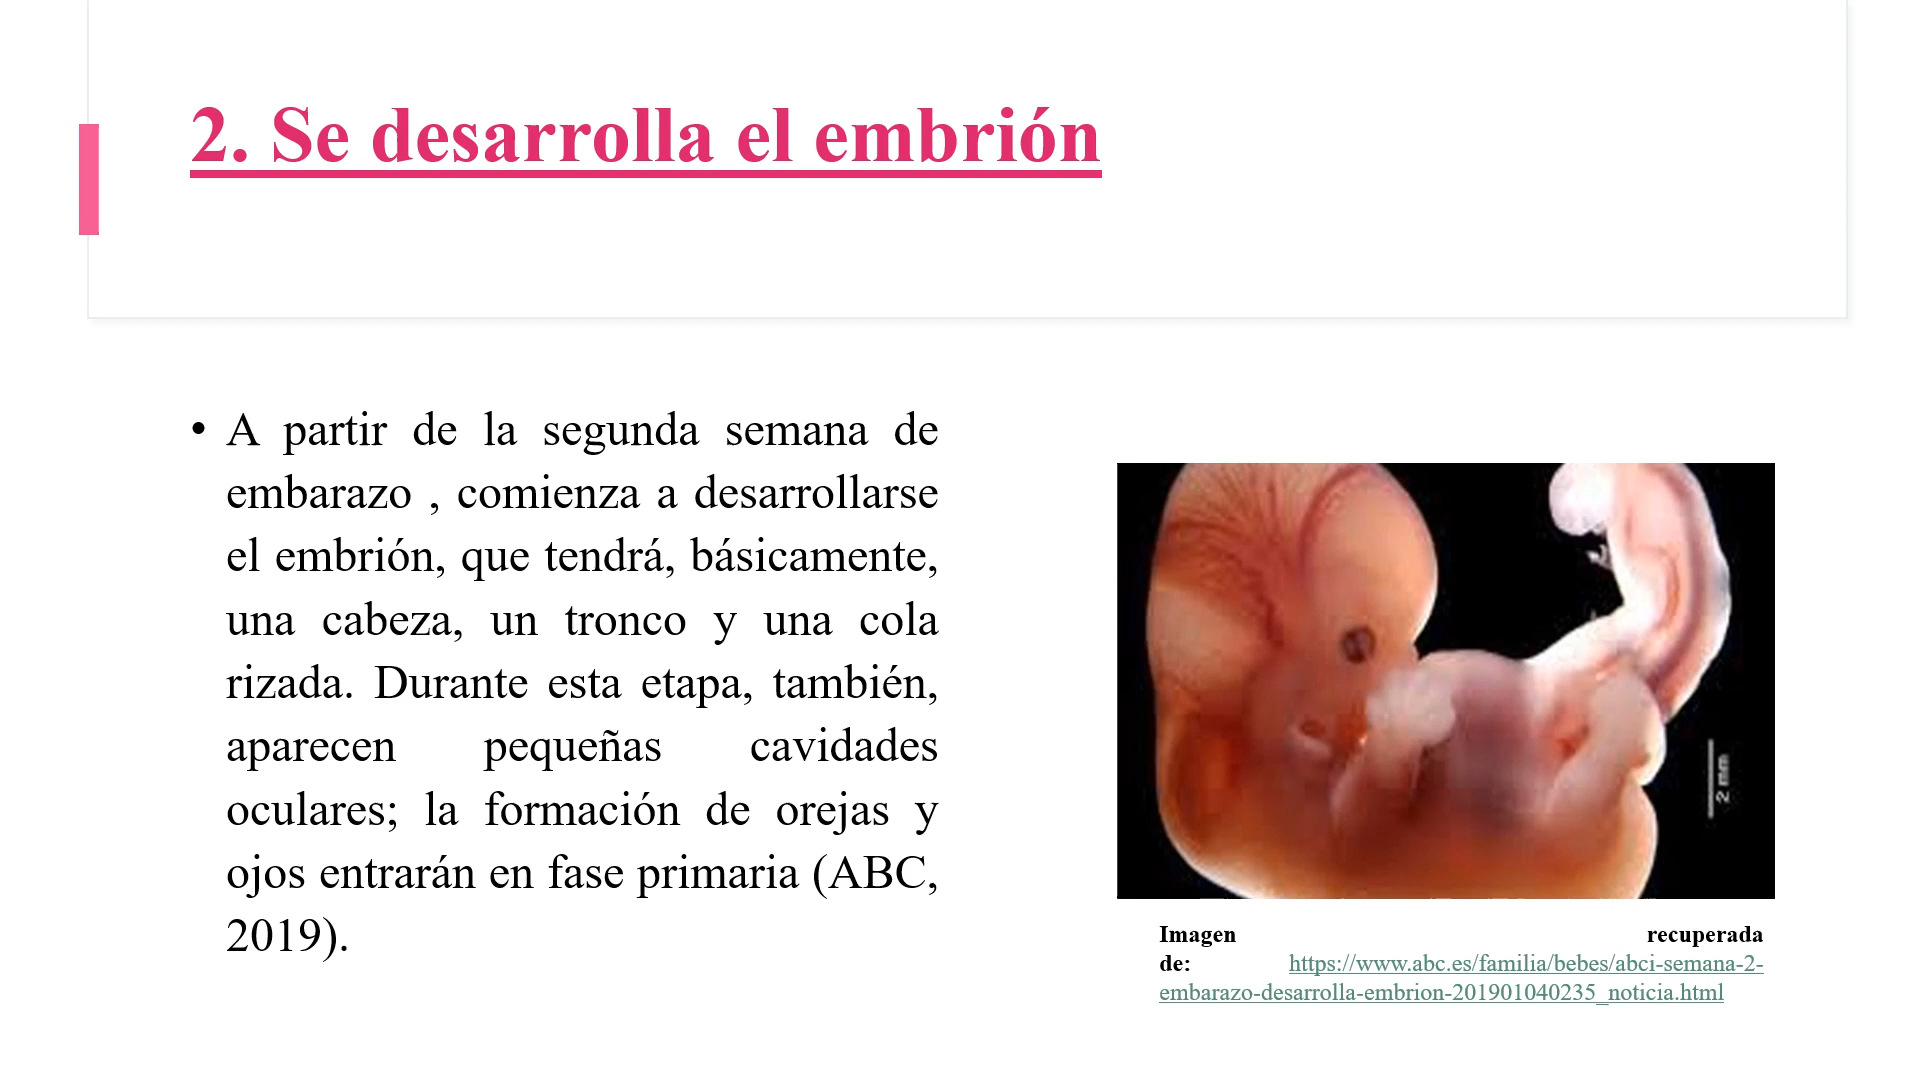 2. Se desarrolla el embrión
• A partir de la segunda semana de
embarazo , comienza a desarrollarse
el embrión, que tendrá, básicamente,
una cabeza, un tronco y una cola
rizada. Durante esta etapa, también,
aparecen pequeñas cavidades
oculares; la formación de orejas y
ojos entrarán en fase primaria (ABC,
2019).
2 mm
Imagen recuperada
de: https://www.abc.es/familia/bebes/abci-semana-2-
embarazo-desarrolla-embrion-201901040235_noticia.html